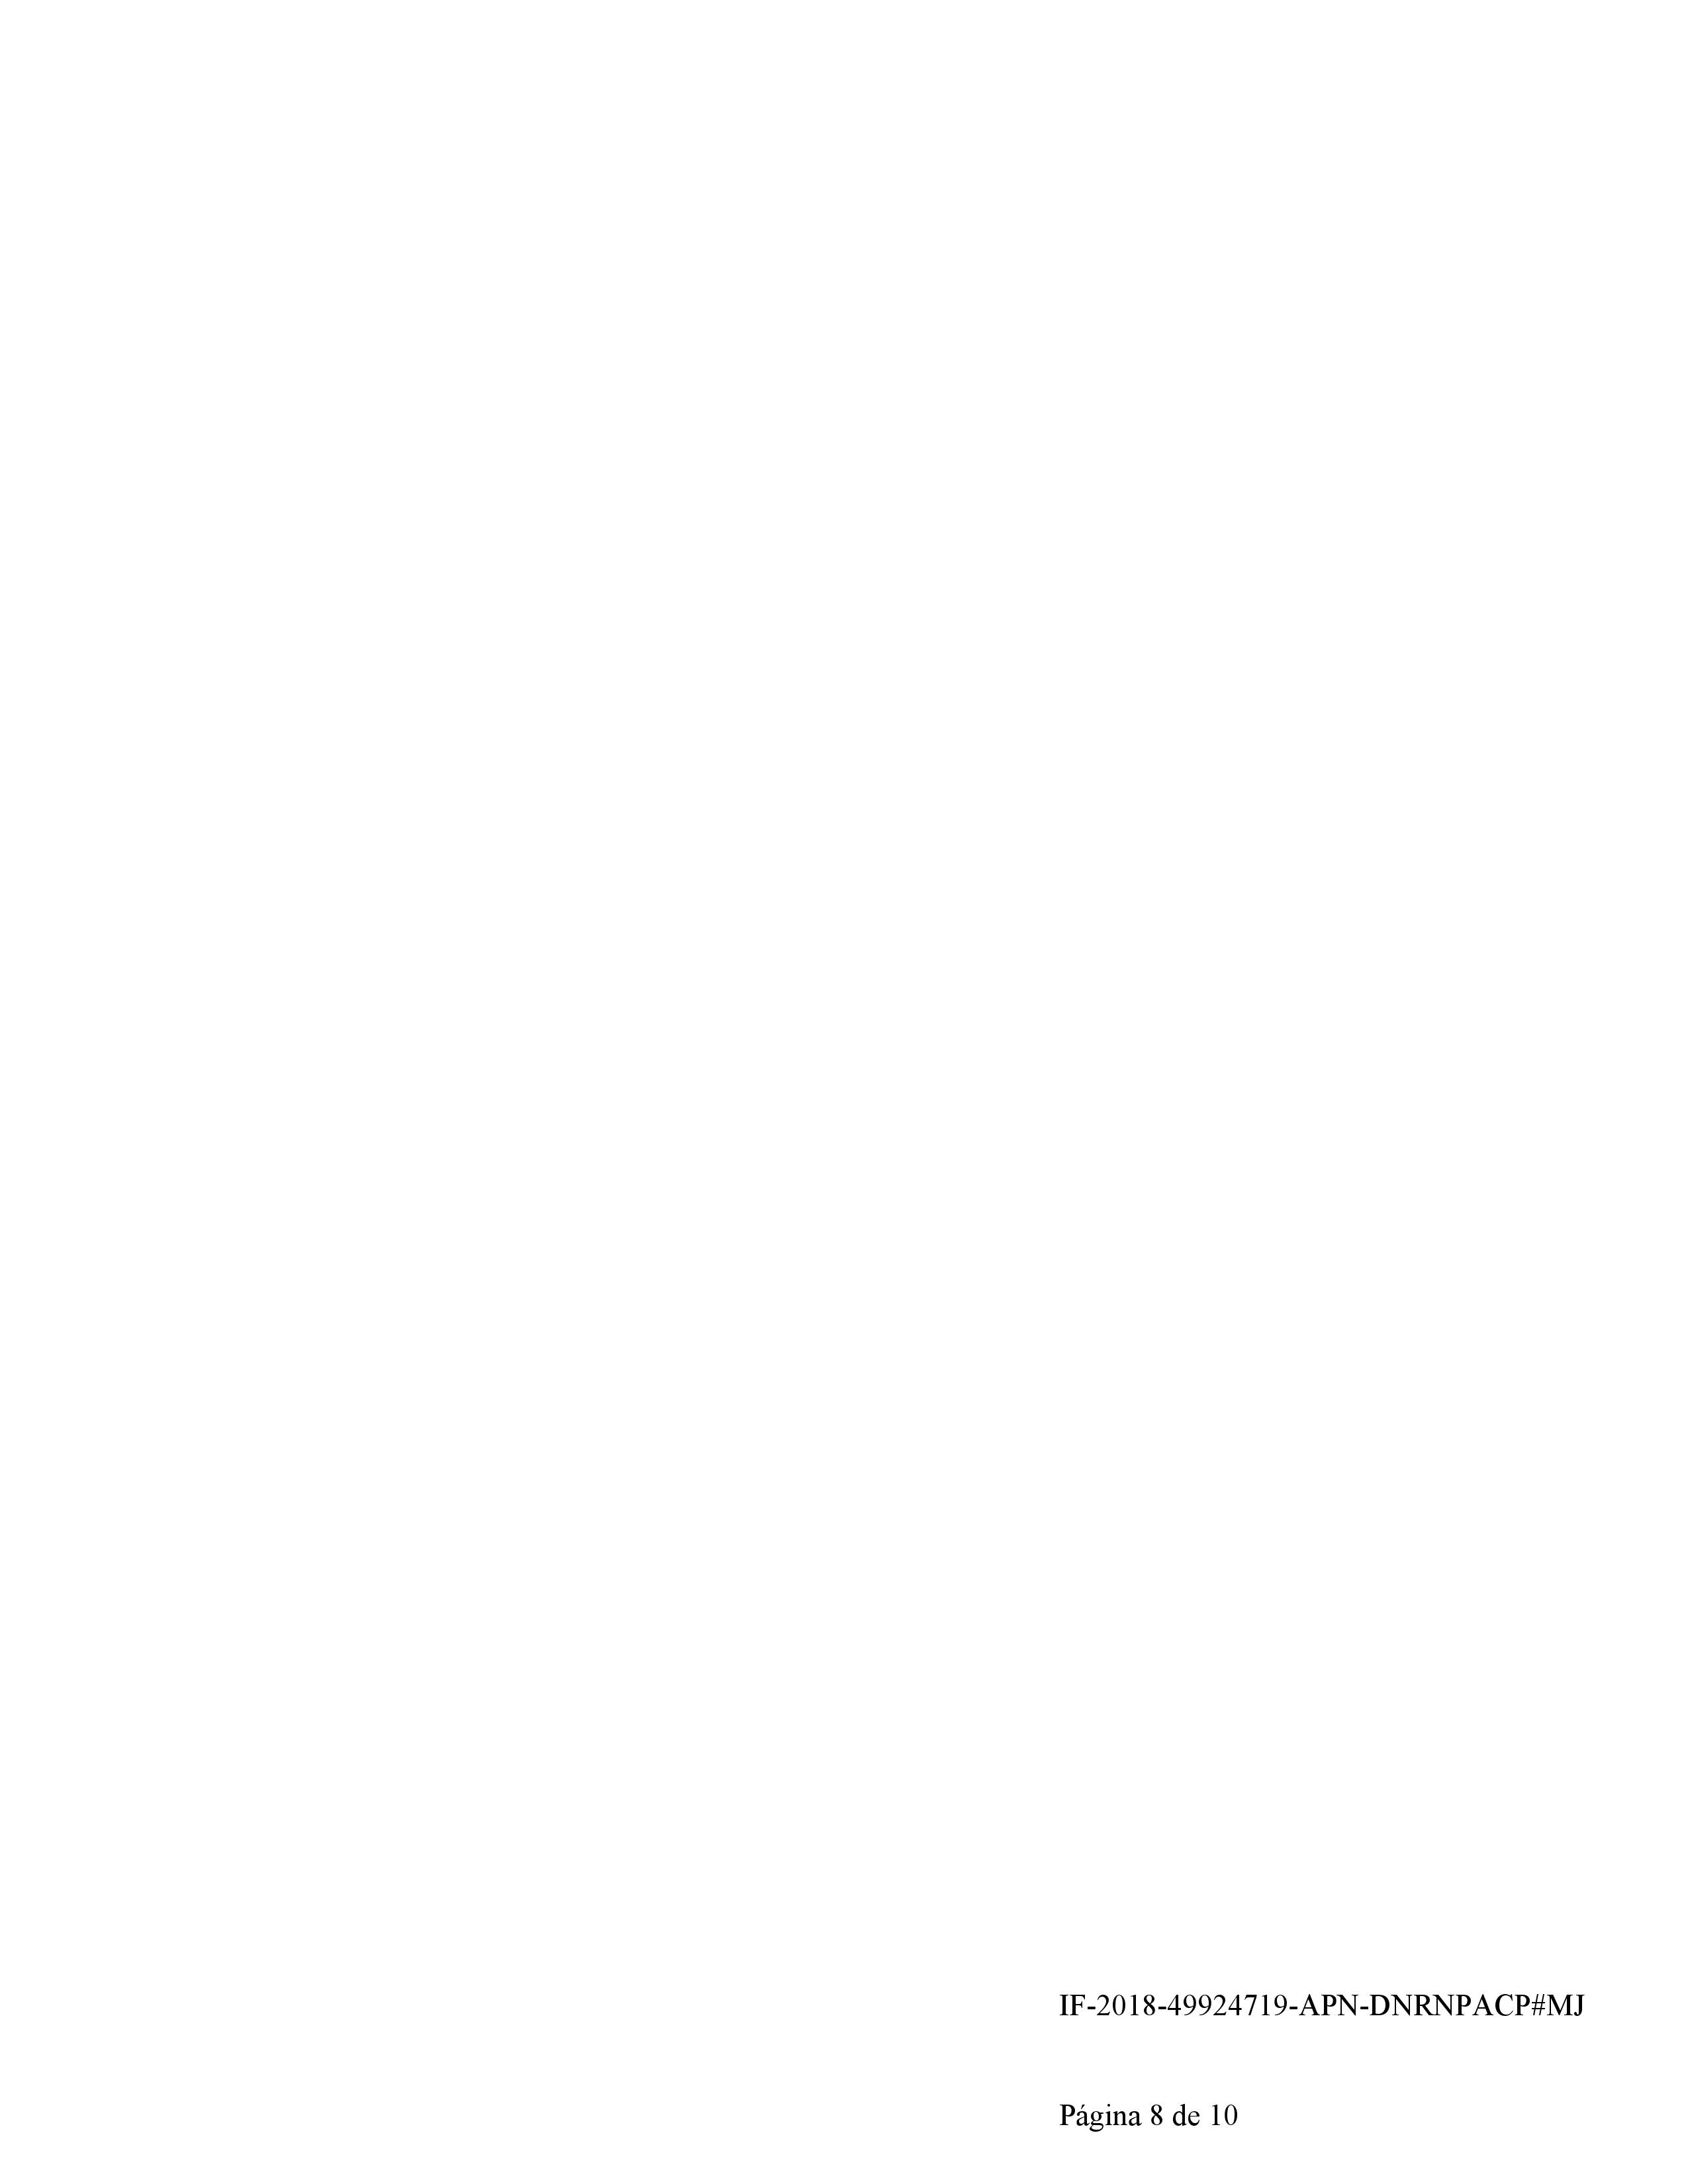 IF-2018-49924719-APN-DNRNPACP#MJ
Página 8 de 10